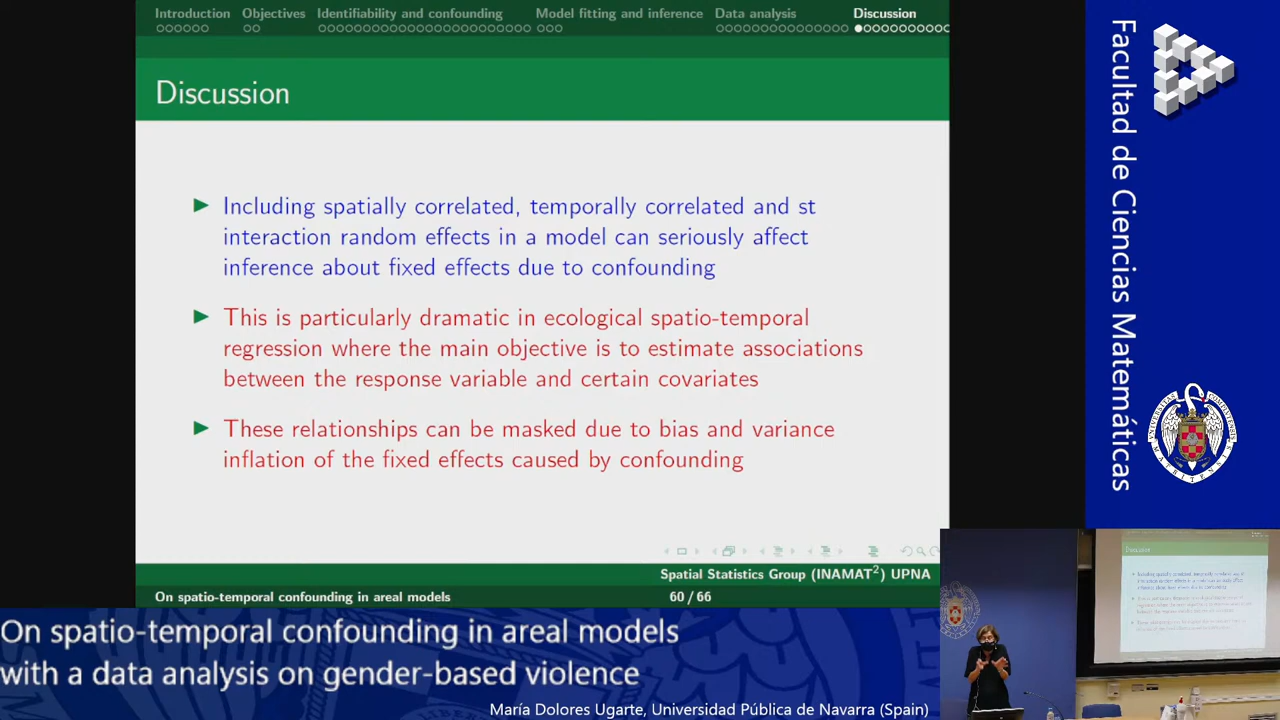 Introduction Objectives Identifiability and confounding Model fitting and inference Data analysis Discussion
Discussion
Including spatially correlated, temporally correlated and st
interaction random effects in a model can seriously affect
inference about fixed effects due to confounding
This is particularly dramatic in ecological spatio-temporal
regression where the main objective is to estimate associations
between the response variable and certain covariates
These relationships can be masked due to bias and variance
inflation of the fixed effects caused by confounding
Spatial Statistics Group (INAMAT² ) UPNA
On spatio-temporal confounding in areal models 60 / 66
On spatio-temporal confounding in areal models
with a data analysis on gender-based violence
María Dolores Ugarte, Universidad Pública de Navarra (Spain)
Facultad de Ciencias Matemáticas